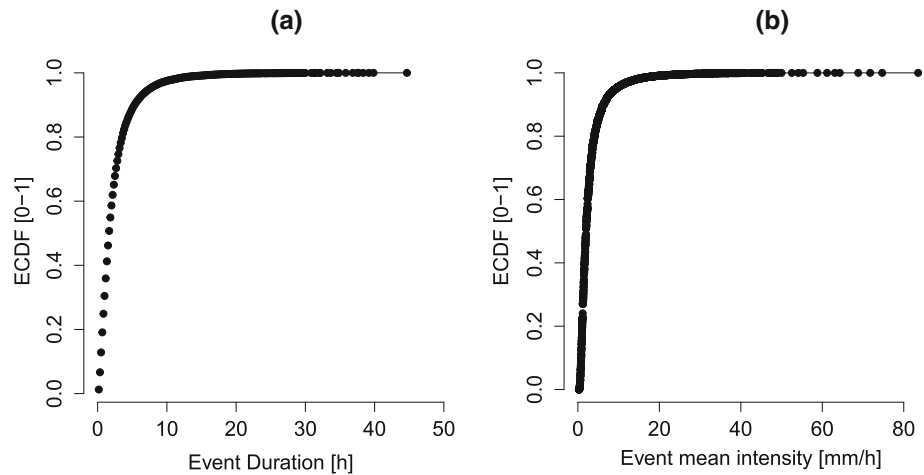 (a)
ECDF [0−1]
1.0
0.8
0.6
0.4
0.2
0.0
0 10 20 30 40 50
Event Duration [h]
(b)
ECDF [0−1]
1.0
0.8
0.6
0.4
0.2
0.0
0 20 40 60 80
Event mean intensity [mm/h]